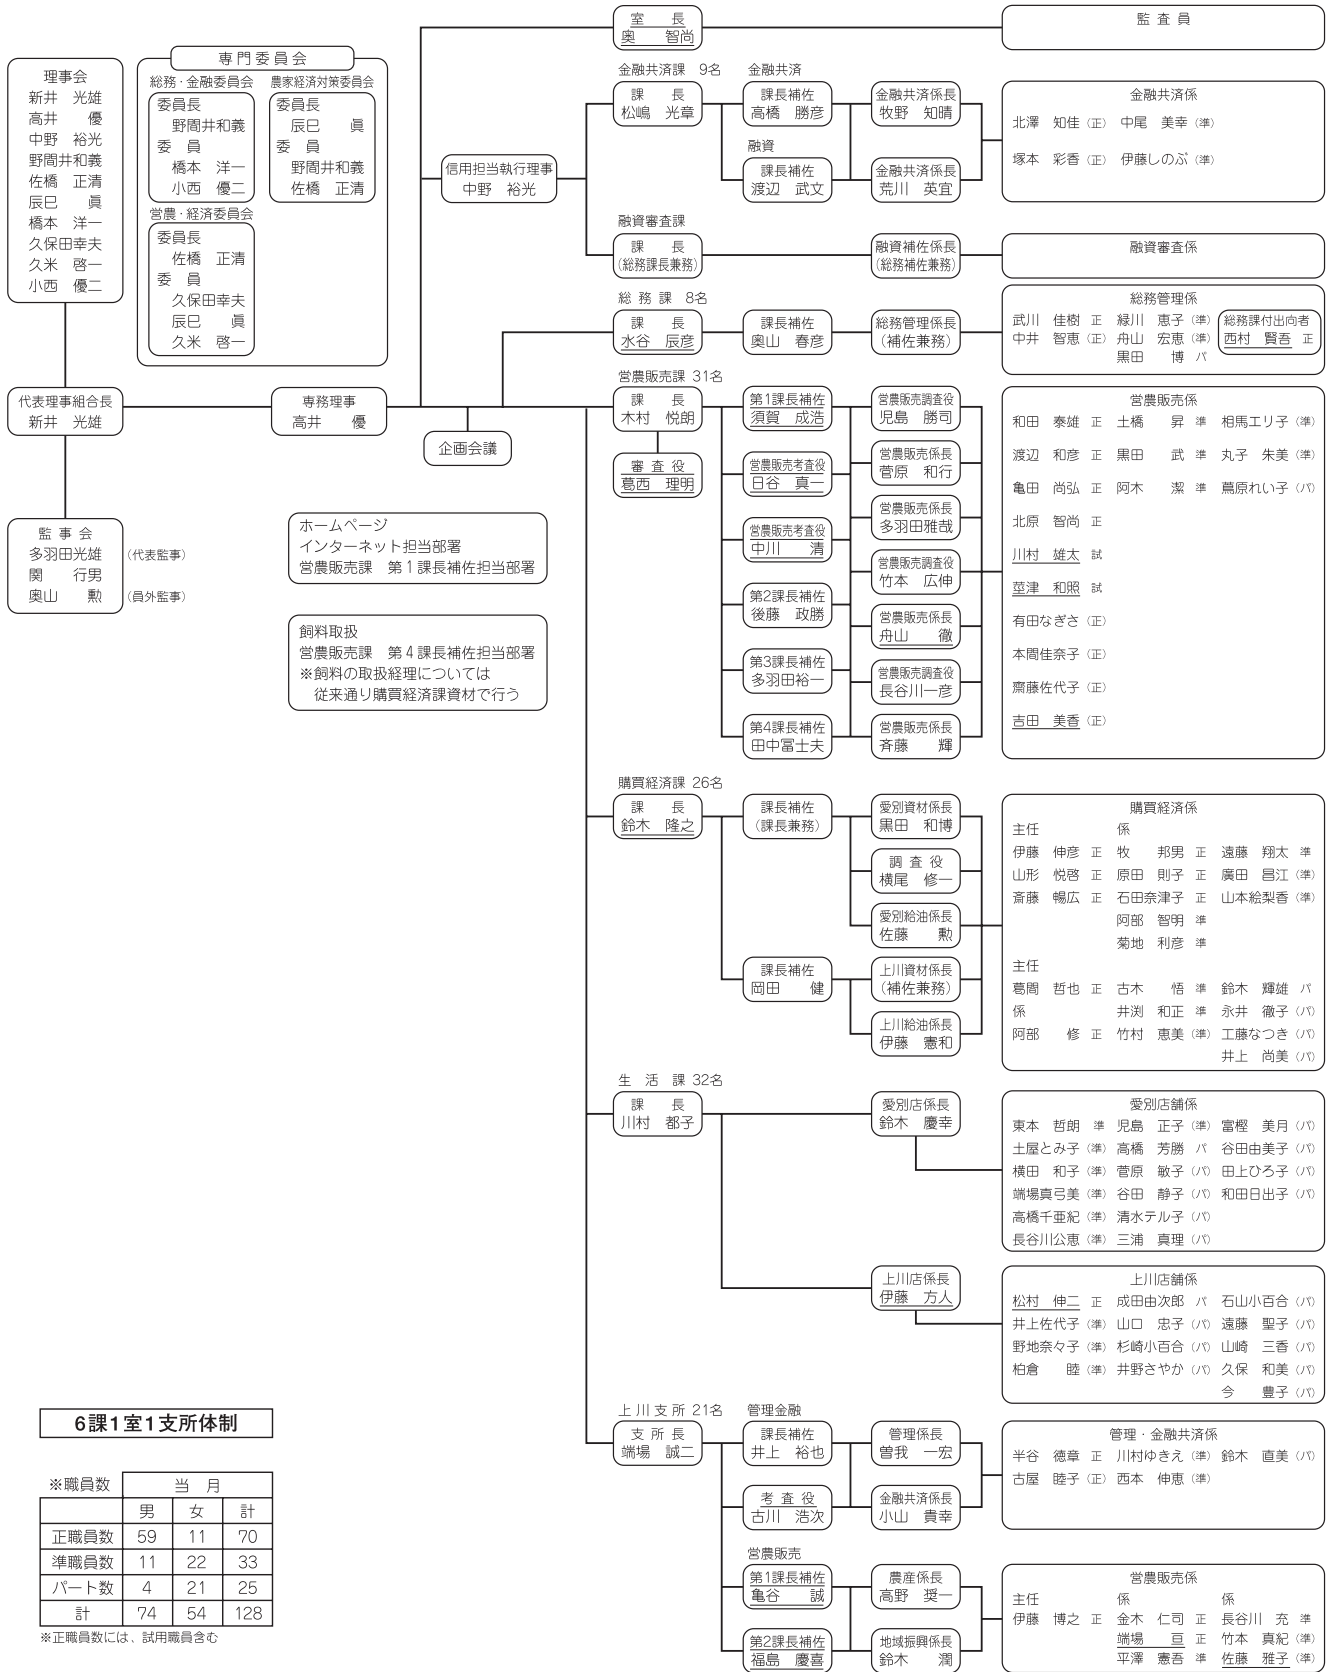 理事会
新井　光雄
高井　　優
中野　裕光
野間井和義
佐橋　正清
辰巳　　眞
橋本　洋一
久保田幸夫
久米　啓一
小西　優二
専門委員会
総務・金融委員会
委員長
野間井和義
委　員
橋本　洋一
小西　優二
農家経済対策委員会
委員長
辰巳　　眞
委　員
野間井和義
佐橋　正清
営農・経済委員会
委員長
佐橋　正清
委　員
久保田幸夫
辰巳　　眞
久米　啓一
代表理事組合長
新井　光雄
専務理事
高井　　優
企画会議
監 事 会
多羽田光雄 (代表監事)
関　　行男
奥山　　勲 (員外監事)
ホームページ
インターネット担当部署
営農販売課　第1課長補佐担当部署
飼料取扱
営農販売課　第4課長補佐担当部署
※飼料の取扱経理については
従来通り購買経済課資材で行う
室　　長
奥　　智尚
監 査 員
信用担当執行理事
中野　裕光
金融共済課　9名
課　　長
松嶋　光章
金融共済
課長補佐
高橋　勝彦
融資
課長補佐
渡辺　武文
金融共済係長
牧野　知晴
金融共済係長
荒川　英宜
金融共済係
北澤　知佳 (正)　中尾　美幸 (準)
塚本　彩香 (正)　伊藤しのぶ (準)
融資審査課
課　　長
(総務課長兼務)
融資補佐係長
(総務補佐兼務)
融資審査係
総 務 課　8名
課　　長
水谷　辰彦
課長補佐
奥山　春彦
総務管理係長
(補佐兼務)
総務管理係
武川　佳樹　正　緑川　恵子 (準)
中井　智恵 (正)　舟山　宏恵 (準)
黒田　　博　パ
総務課付出向者
西村　賢吾　正
営農販売課 31名
課　　長
木村　悦朗
審 査 役
葛西　理明
第1課長補佐
須賀　成浩
営農販売考査役
日谷　真一
営農販売考査役
中川　　清
第2課長補佐
後藤　政勝
第3課長補佐
多羽田裕一
第4課長補佐
田中冨士夫
営農販売調査役
児島　勝司
営農販売係長
菅原　和行
営農販売係長
多羽田雅哉
営農販売調査役
竹本　広伸
営農販売係長
舟山　　徹
営農販売調査役
長谷川一彦
営農販売係長
斉藤　　輝
営農販売係
和田　泰雄　正　土橋　　昇　準　相馬エリ子 (準)
渡辺　和彦　正　黒田　　武　準　丸子　朱美 (準)
亀田　尚弘　正　阿木　　潔　準　蔦原れい子 (パ)
北原　智尚　正
川村　雄太　試
莖津　和照　試
有田なぎさ (正)
本間佳奈子 (正)
齋藤佐代子 (正)
吉田　美香 (正)
購買経済課 26名
課　　長
鈴木　隆之
課長補佐
(課長兼務)
課長補佐
岡田　　健
愛別資材係長
黒田　和博
調 査 役
横尾　修一
愛別給油係長
佐藤　　勲
上川資材係長
(補佐兼務)
上川給油係長
伊藤　憲和
購買経済係
主任　係
伊藤　伸彦　正　牧　　邦男　正　遠藤　翔太　準
山形　悦啓　正　原田　則子　正　廣田　昌江 (準)
斎藤　暢広　正　石田奈津子　正　山本絵梨香 (準)
阿部　智明　準
菊地　利彦　準
主任
葛間　哲也　正　古木　　悟　準　鈴木　輝雄　パ
係　井渕　和正　準　永井　徹子 (パ)
阿部　　修　正　竹村　恵美 (準)　工藤なつき (パ)
井上　尚美 (パ)
生　活　課 32名
課　　長
川村　都子
愛別店係長
鈴木　慶幸
愛別店舗係
東本　哲朗　準　児島　正子 (準)　富樫　美月 (パ)
土屋とみ子 (準)　高橋　芳勝　パ　谷田由美子 (パ)
横田　和子 (準)　菅原　敏子 (パ)　田上ひろ子 (パ)
端場真弓美 (準)　谷田　静子 (パ)　和田日出子 (パ)
高橋千亜紀 (準)　清水テル子 (パ)
長谷川公恵 (準)　三浦　真理 (パ)
上川店係長
伊藤　方人
上川店舗係
松村　伸二　正　成田由次郎　パ　石山小百合 (パ)
井上佐代子 (準)　山口　忠子 (パ)　遠藤　聖子 (パ)
野地奈々子 (準)　杉崎小百合 (パ)　山崎　三香 (パ)
柏倉　　睦 (準)　井野さやか (パ)　久保　和美 (パ)
今　　豊子 (パ)
上 川 支 所 21名
支 所 長
端場　誠二
管理金融
課長補佐
井上　裕也
考 査 役
古川　浩次
管理係長
曽我　一宏
金融共済係長
小山　貴幸
管理・金融共済係
半谷　徳章　正　川村ゆきえ (準)　鈴木　直美 (パ)
古屋　睦子 (正)　西本　伸恵 (準)
営農販売
第1課長補佐
亀谷　　誠
第2課長補佐
福島　慶喜
農産係長
高野　奨一
地域振興係長
鈴木　　潤
営農販売係
主任　係　係
伊藤　博之　正　金木　仁司　正　長谷川　充　準
端場　　亘　正　竹本　真紀 (準)
平澤　憲吾　準　佐藤　雅子 (準)
6課1室1支所体制
※職員数　当　月
男　女　計
正職員数　59　11　70
準職員数　11　22　33
パート数　4　21　25
計　74　54　128
※正職員数には、試用職員含む